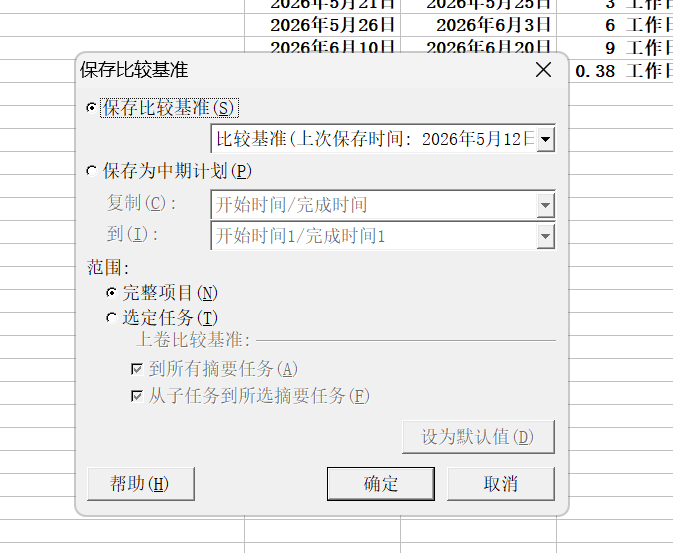 2026年5月21日 2026年5月25日 3 工作日
2026年5月26日 2026年6月3日 6 工作日
2026年6月10日 2026年6月20日 9 工作日
0.38 工作日
保存比较基准
保存比较基准(S)
比较基准(上次保存时间: 2026年5月12日
保存为中期计划(P)
复制(C):
开始时间/完成时间
到(I):
开始时间1/完成时间1
范围:
完整项目(N)
选定任务(T)
上卷比较基准:
到所有摘要任务(A)
从子任务到所选摘要任务(F)
设为默认值(D)
帮助(H)
确定
取消